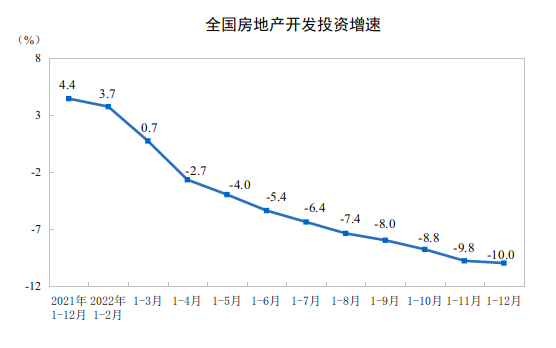 全国房地产开发投资增速
（%）
8
3
-2
-7
-12
4.4
3.7
0.7
-2.7
-4.0
-5.4
-6.4
-7.4
-8.0
-8.8
-9.8
-10.0
2021年
1-12月
2022年
1-2月
1-3月
1-4月
1-5月
1-6月
1-7月
1-8月
1-9月
1-10月
1-11月
1-12月